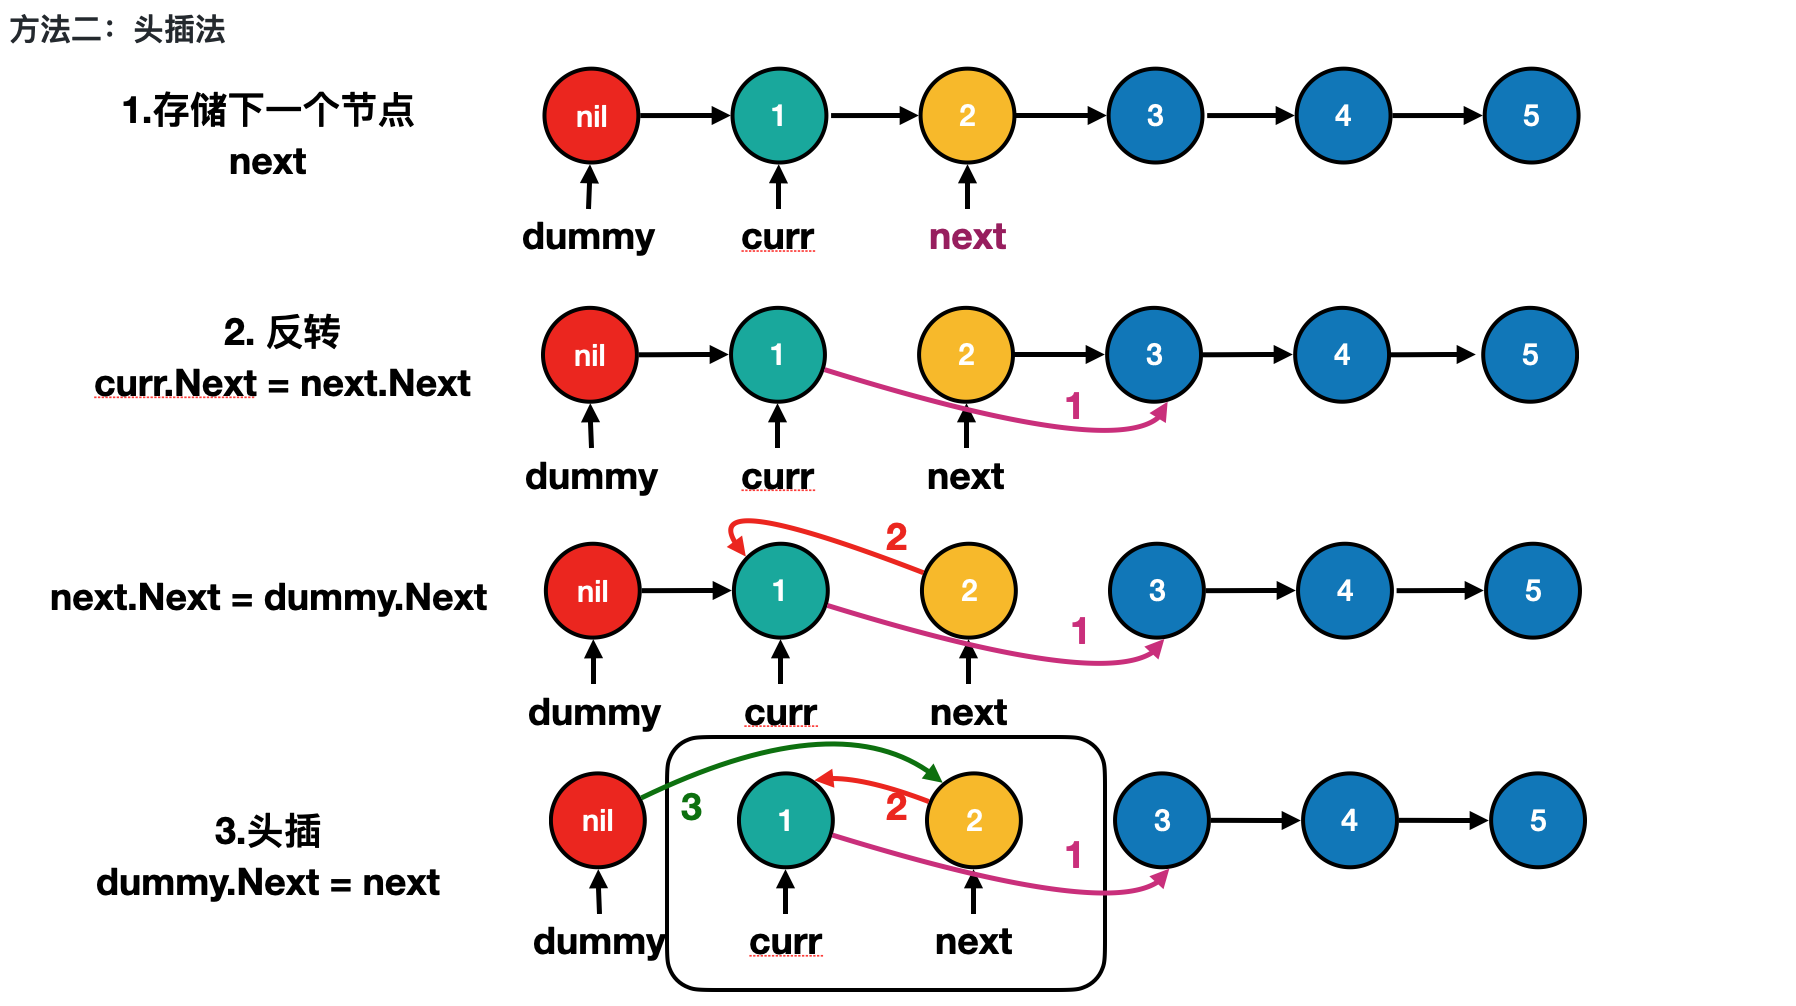 方法二：头插法
1.存储下一个节点
next
nil
1
2
3
4
5
dummy
curr
next
2. 反转
curr.Next = next.Next
nil
1
2
3
4
5
1
dummy
curr
next
2
next.Next = dummy.Next
nil
1
2
3
4
5
1
dummy
curr
next
3.头插
dummy.Next = next
nil
3
1
2
2
1
3
4
5
dummy
curr
next